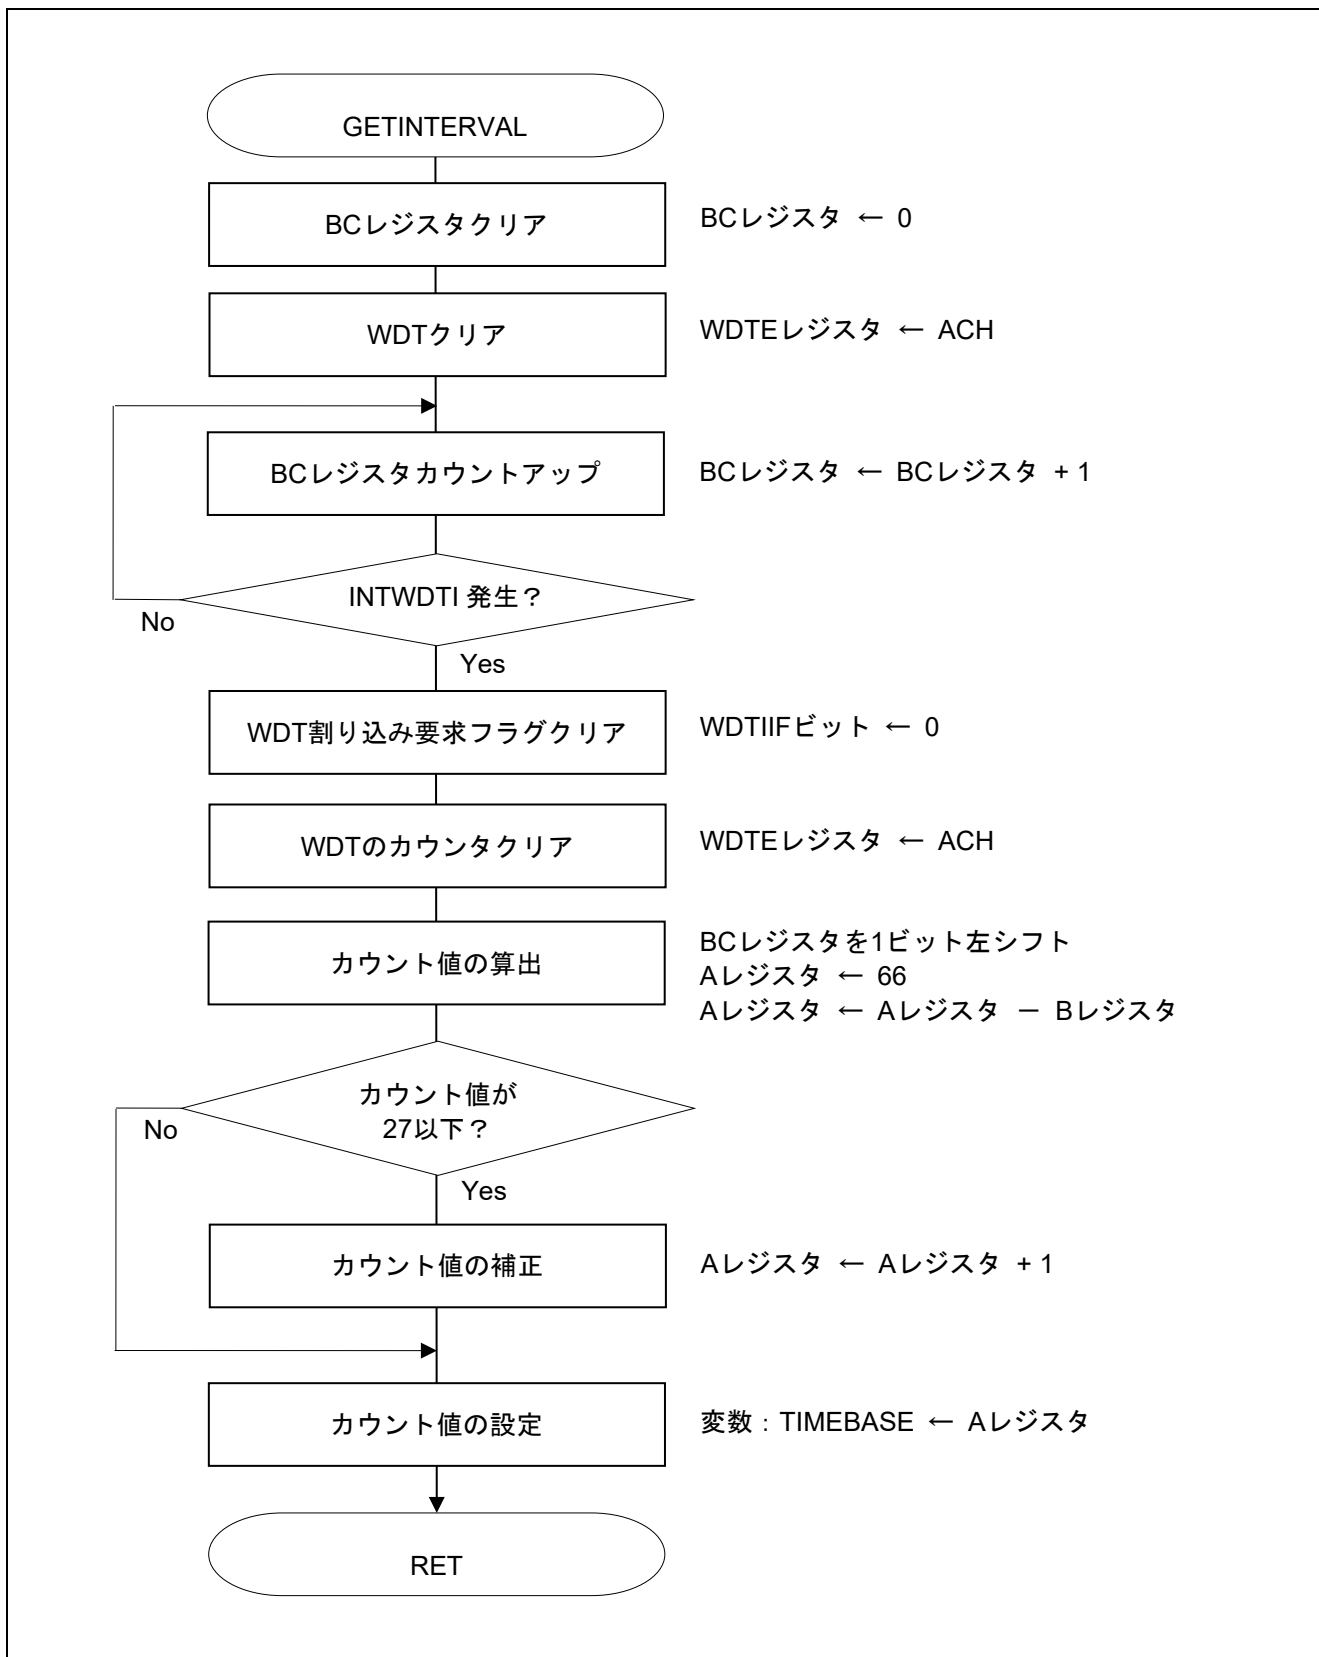 GETINTERVAL
BCレジスタクリア
BCレジスタ ← 0
WDTクリア
WDTEレジスタ ← ACH
BCレジスタカウントアップ
BCレジスタ ← BCレジスタ + 1
INTWDTI 発生?
No
Yes
WDT割り込み要求フラグクリア
WDTIIFビット ← 0
WDTのカウンタクリア
WDTEレジスタ ← ACH
カウント値の算出
BCレジスタを1ビット左シフト
Aレジスタ ← 66
Aレジスタ ← Aレジスタ － Bレジスタ
カウント値が
27以下?
No
Yes
カウント値の補正
Aレジスタ ← Aレジスタ + 1
カウント値の設定
変数：TIMEBASE ← Aレジスタ
RET